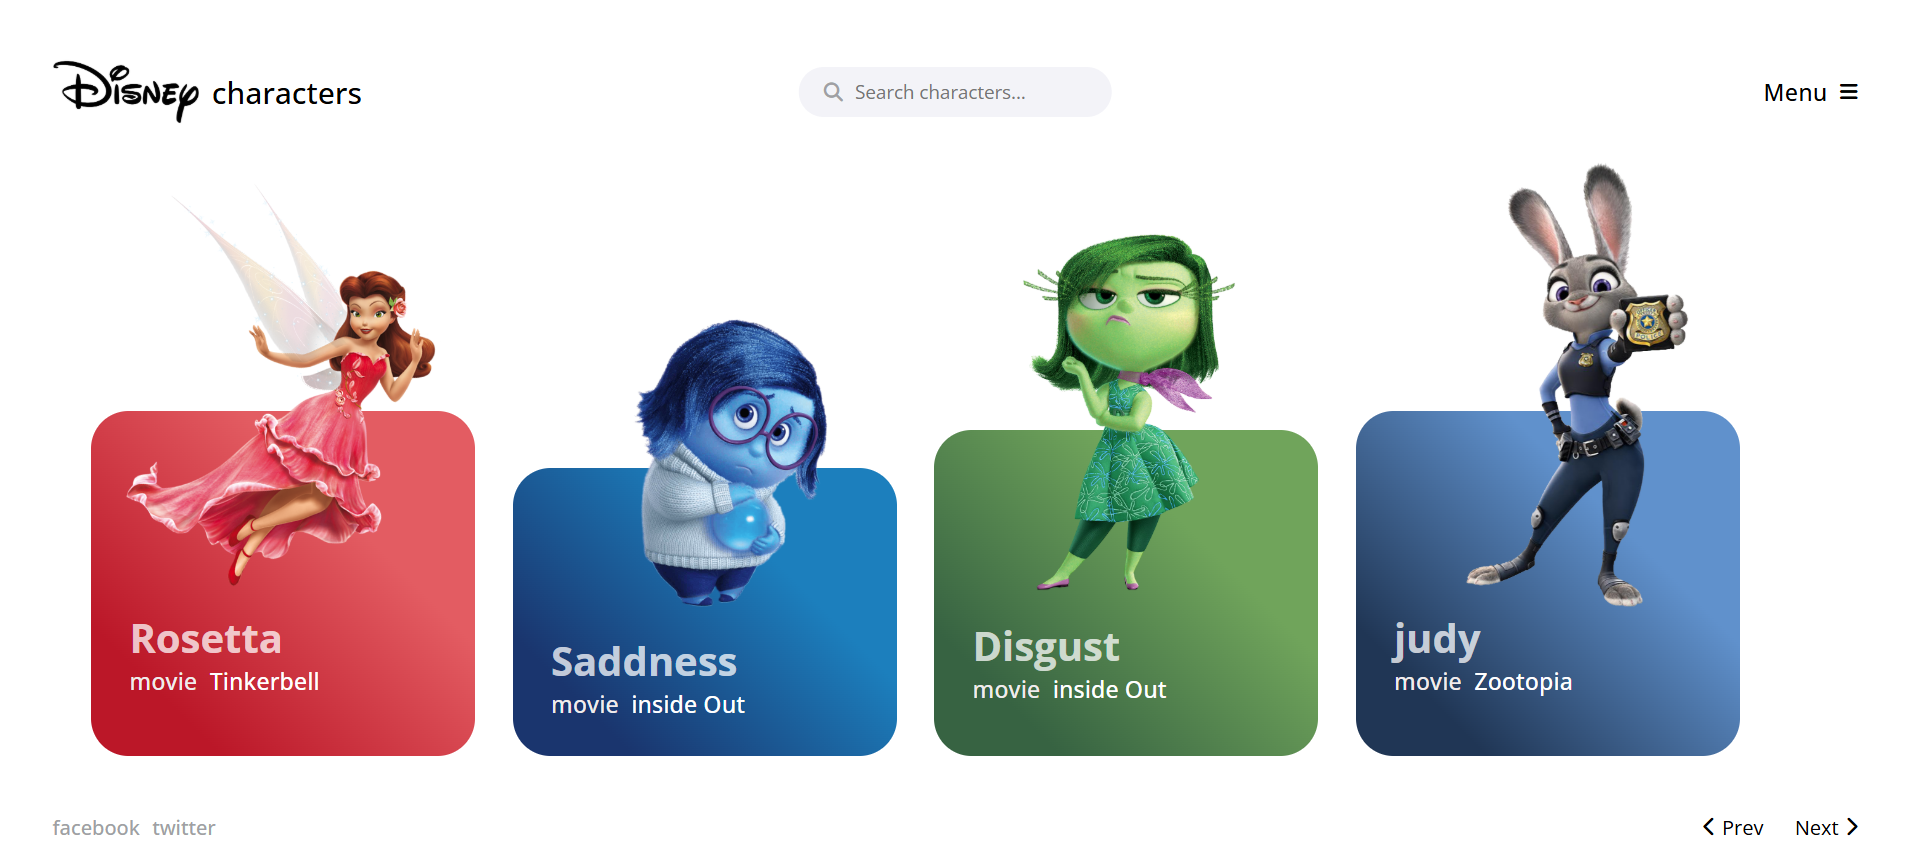 Disney characters
Search characters...
Menu
POLICE
Rosetta
movie Tinkerbell
Saddness
movie inside Out
Disgust
movie inside Out
judy
movie Zootopia
facebook twitter
Prev Next